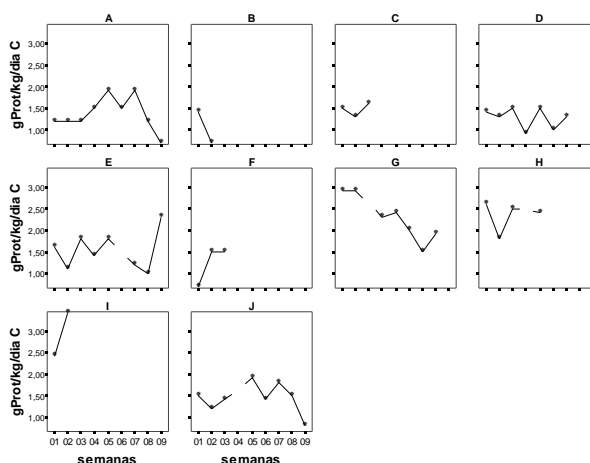 A B C D
gProt/kg/dia C
3,00
2,50
2,00
1,50
1,00
E F G H
gProt/kg/dia C
3,00
2,50
2,00
1,50
1,00
I J
gProt/kg/dia C
3,00
2,50
2,00
1,50
1,00
01 02 03 04 05 06 07 08 09 01 02 03 04 05 06 07 08 09
semanas semanas